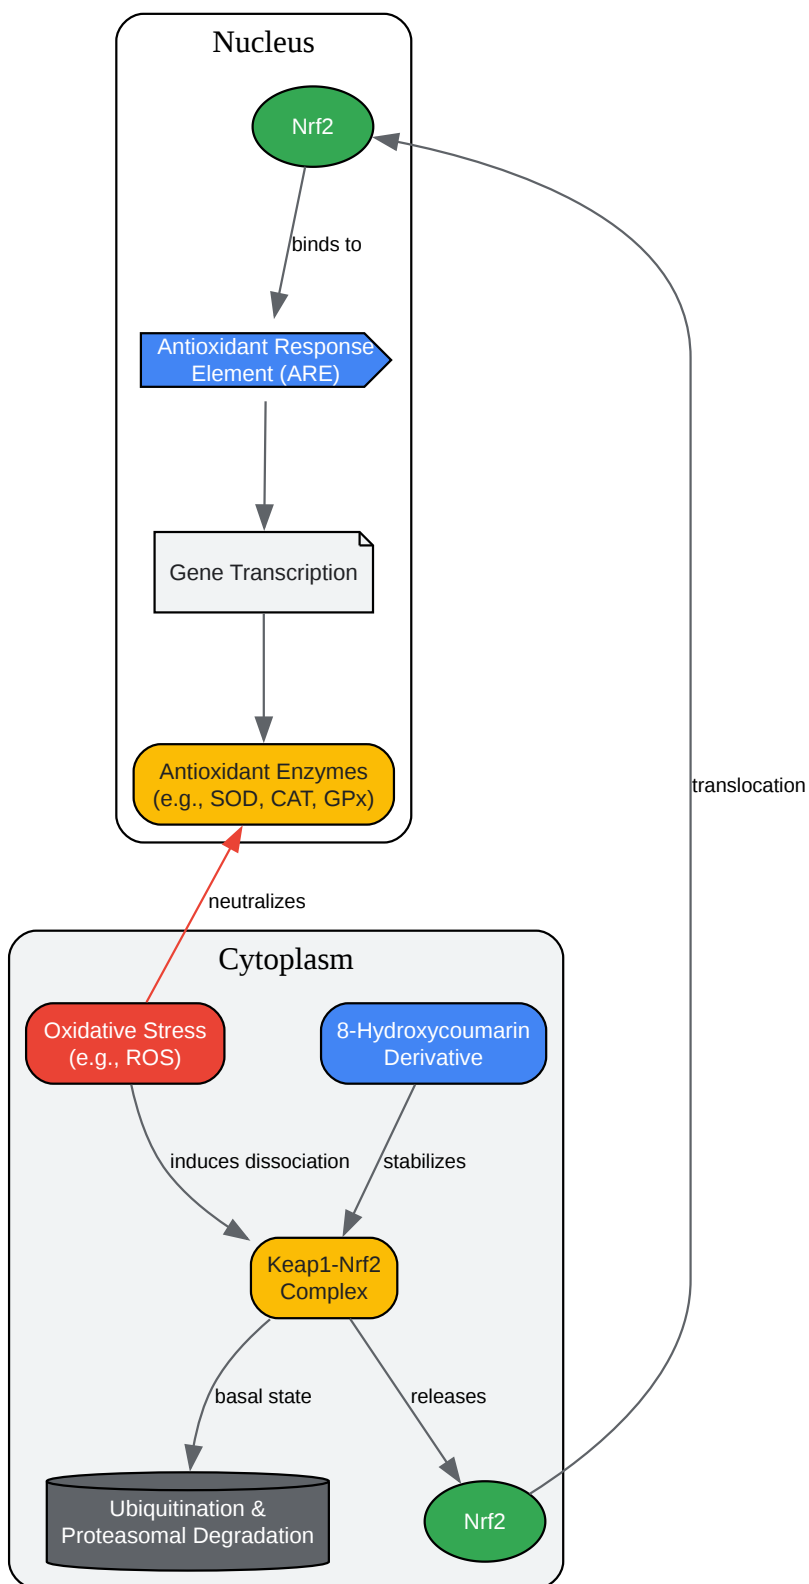 Nucleus
Nrf2
binds to
Antioxidant Response
Element (ARE)
Gene Transcription
Antioxidant Enzymes
(e.g., SOD, CAT, GPx)
translocation
neutralizes
Cytoplasm
Oxidative Stress
(e.g., ROS)
8-Hydroxycoumarin
Derivative
induces dissociation
stabilizes
Keap1-Nrf2
Complex
basal state
releases
Ubiquitination &
Proteasomal Degradation
Nrf2